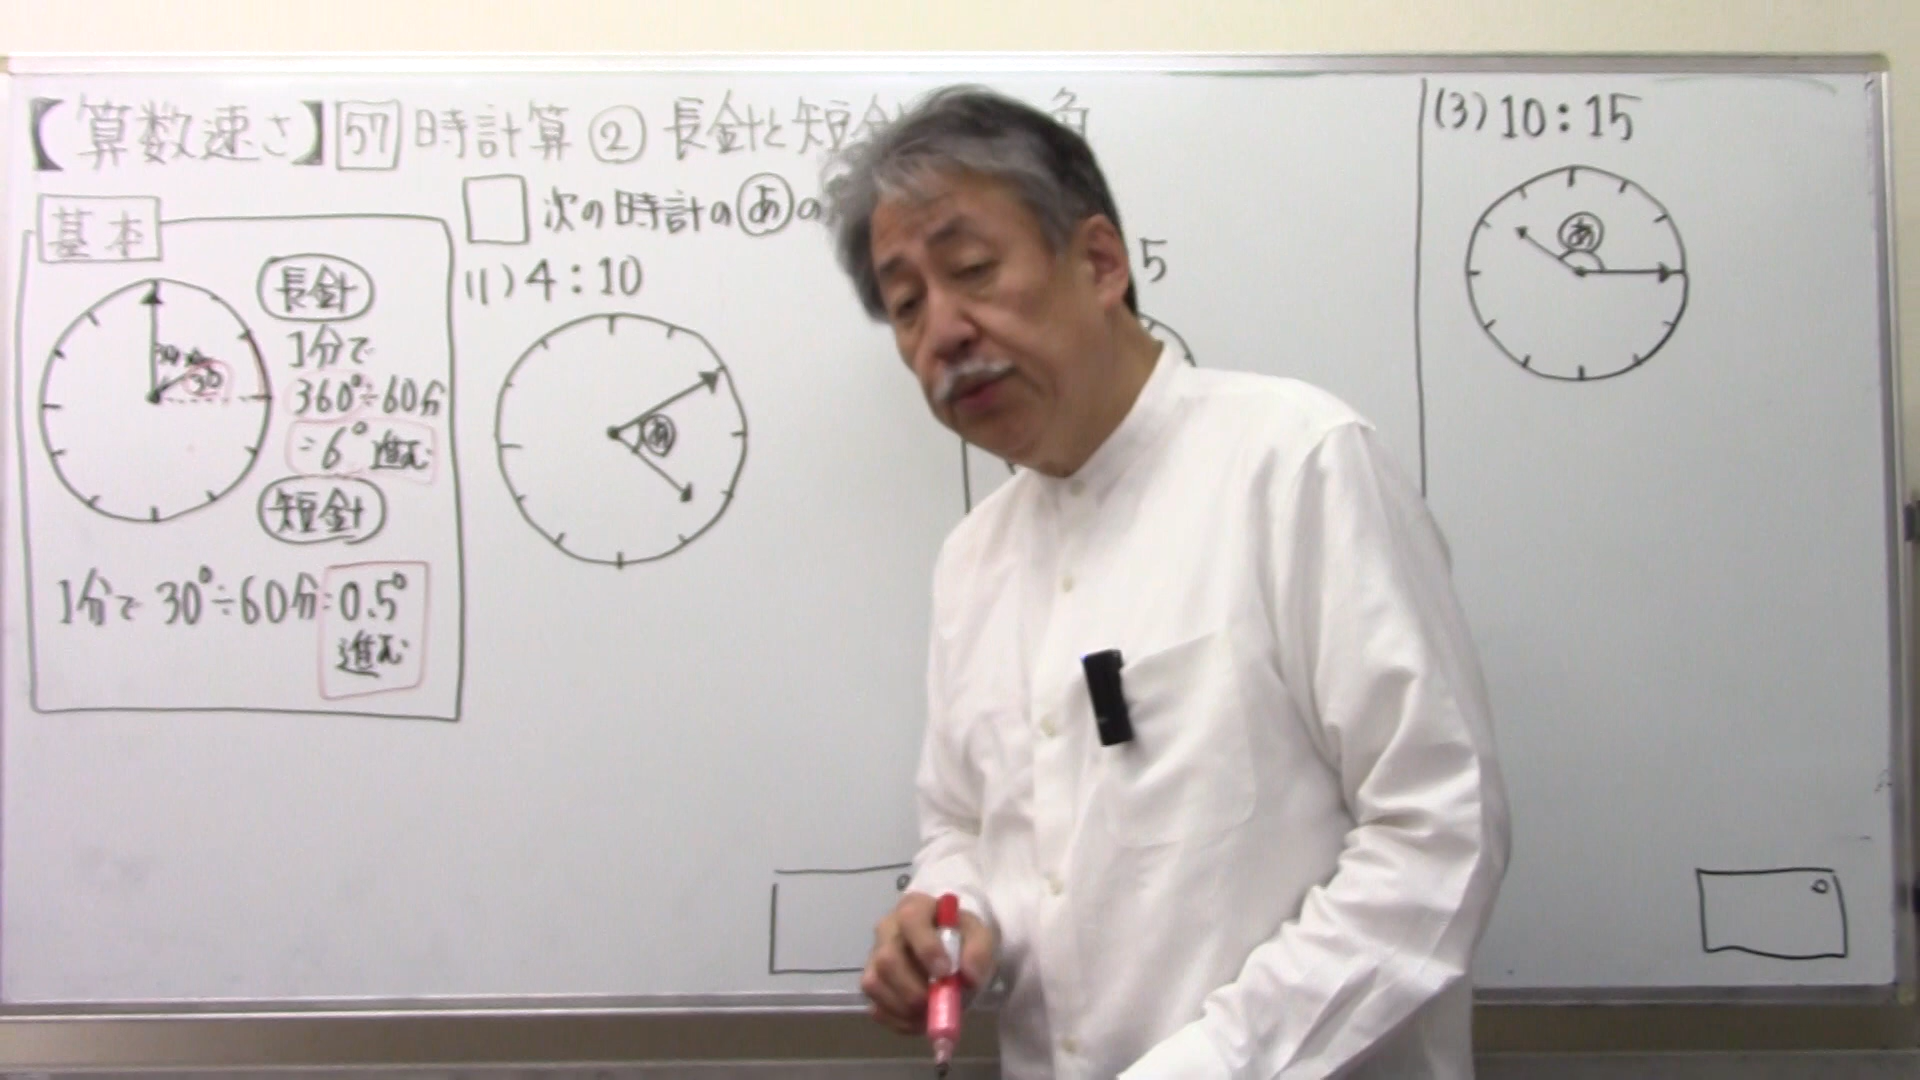 【算数速さ】57 時計算 ② 長針と短針 角
基本
長針
1分で
360°÷60分
=6°進む
短針
1分で 30°÷60分=0.5°
進む
30
次の時計のあの
(1) 4:10
あ
5
(3) 10:15
あ
°
°